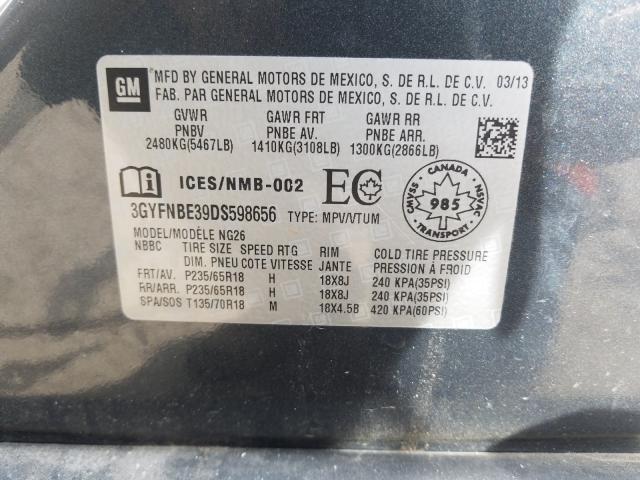 GM
MFD BY GENERAL MOTORS DE MEXICO, S. DE R.L. DE C.V. 03/13
FAB. PAR GENERAL MOTORS DE MEXICO, S. DE R.L. DE C.V.
GVWR GAWR FRT GAWR RR
PNBV PNBE AV. PNBE ARR.
2480KG(5467LB) 1410KG(3108LB) 1300KG(2866LB)
ICES/NMB-002 EC
CANADA
CMVSS 985 NSVAC
TRANSPORT
3GYFNBE39DS598656 TYPE: MPV/VTUM
MODEL/MODÈLE NG26
NBBC TIRE SIZE SPEED RTG RIM COLD TIRE PRESSURE
DIM. PNEU COTE VITESSE JANTE PRESSION À FROID
FRT/AV. P235/65R18 H 18X8J 240 KPA(35PSI)
RR/ARR. P235/65R18 H 18X8J 240 KPA(35PSI)
SPA/SOS T135/70R18 M 18X4.5B 420 KPA(60PSI)